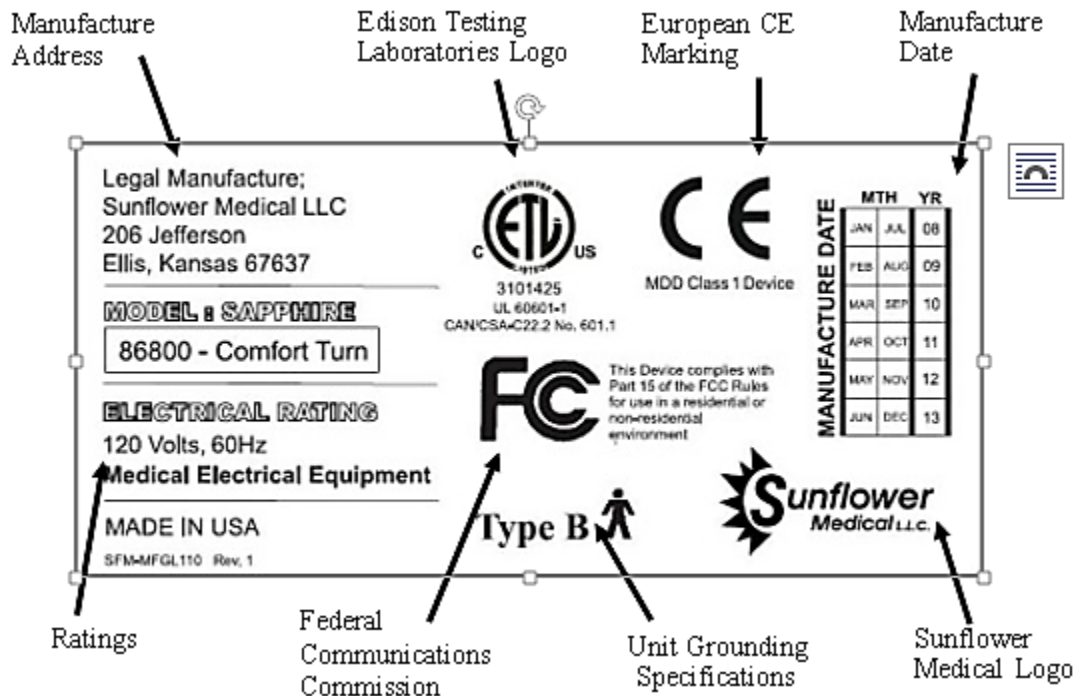 Manufacture
Address
Edison Testing
Laboratories Logo
European CE
Marking
Manufacture
Date
Legal Manufacture;
Sunflower Medical LLC
206 Jefferson
Ellis, Kansas 67637
MODEL : SAPPHIRE
86800 - Comfort Turn
ELECTRICAL RATING
120 Volts, 60Hz
Medical Electrical Equipment
MADE IN USA
SFM-MFGL110 Rev. 1
INTERTEK
ETL
LISTED
C US
3101425
UL 60601-1
CAN/CSA-C22.2 No. 601.1
CE
MDD Class 1 Device
FCC
This Device complies with
Part 15 of the FCC Rules
for use in a residential or
non-residential
environment
Type B
MANUFACTURE DATE
MTH YR
JAN JUL 08
FEB AUG 09
MAR SEP 10
APR OCT 11
MAY NOV 12
JUN DEC 13
Sunflower
Medical L.L.C.
Ratings
Federal
Communications
Commission
Unit Grounding
Specifications
Sunflower
Medical Logo